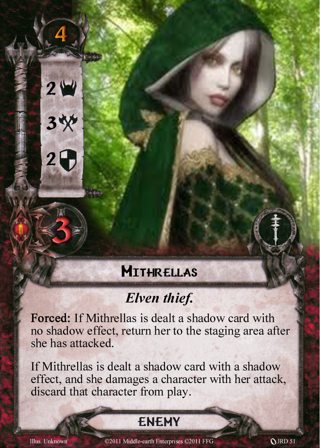 4
2
3
2
3
Mithrellas
Elven thief.
Forced: If Mithrellas is dealt a shadow card with
no shadow effect, return her to the staging area after
she has attacked.
If Mithrellas is dealt a shadow card with a shadow
effect, and she damages a character with her attack,
discard that character from play.
ENEMY
Illus. Unknown ©2011 Middle-earth Enterprises ©2011 FFG JRD 51